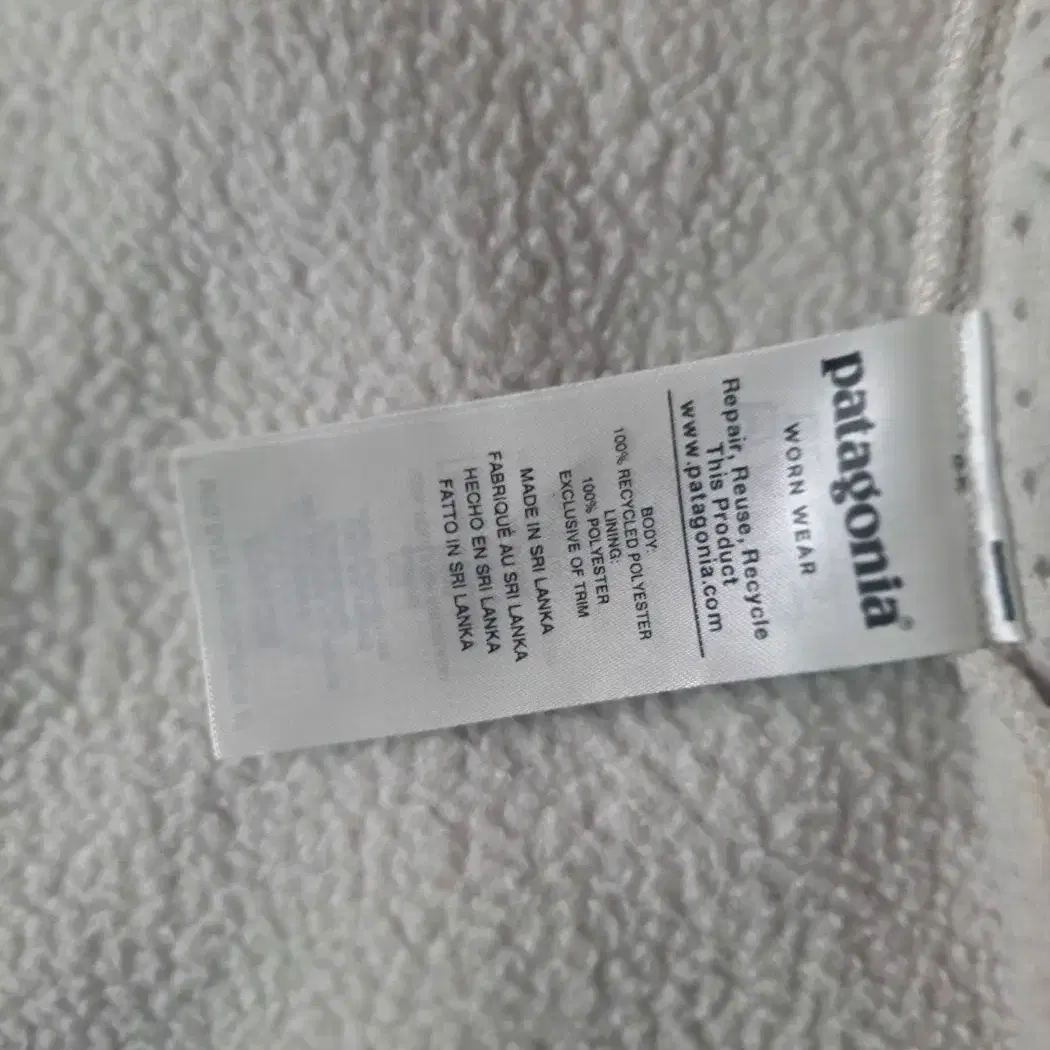 patagonia®
WORN WEAR
Repair, Reuse, Recycle
This Product
www.patagonia.com
BODY:
100% RECYCLED POLYESTER
LINING:
100% POLYESTER
EXCLUSIVE OF TRIM
MADE IN SRI LANKA
FABRIQUÉ AU SRI LANKA
HECHO EN SRI LANKA
FATTO IN SRI LANKA